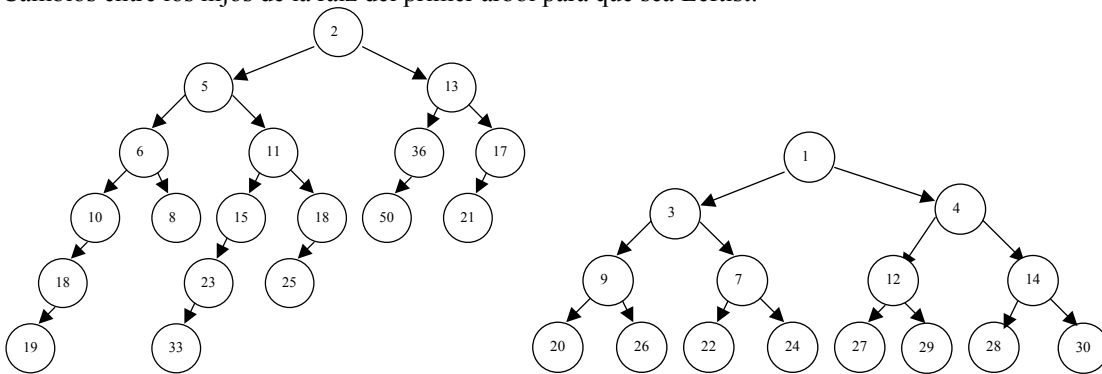 Cambios entre los hijos de la raíz del primer árbol para que sea Leftist.
2
5 13
6 11 36 17
10 8 15 18 50 21
18 23 25
19 33
1
3 4
9 7 12 14
20 26 22 24 27 29 28 30